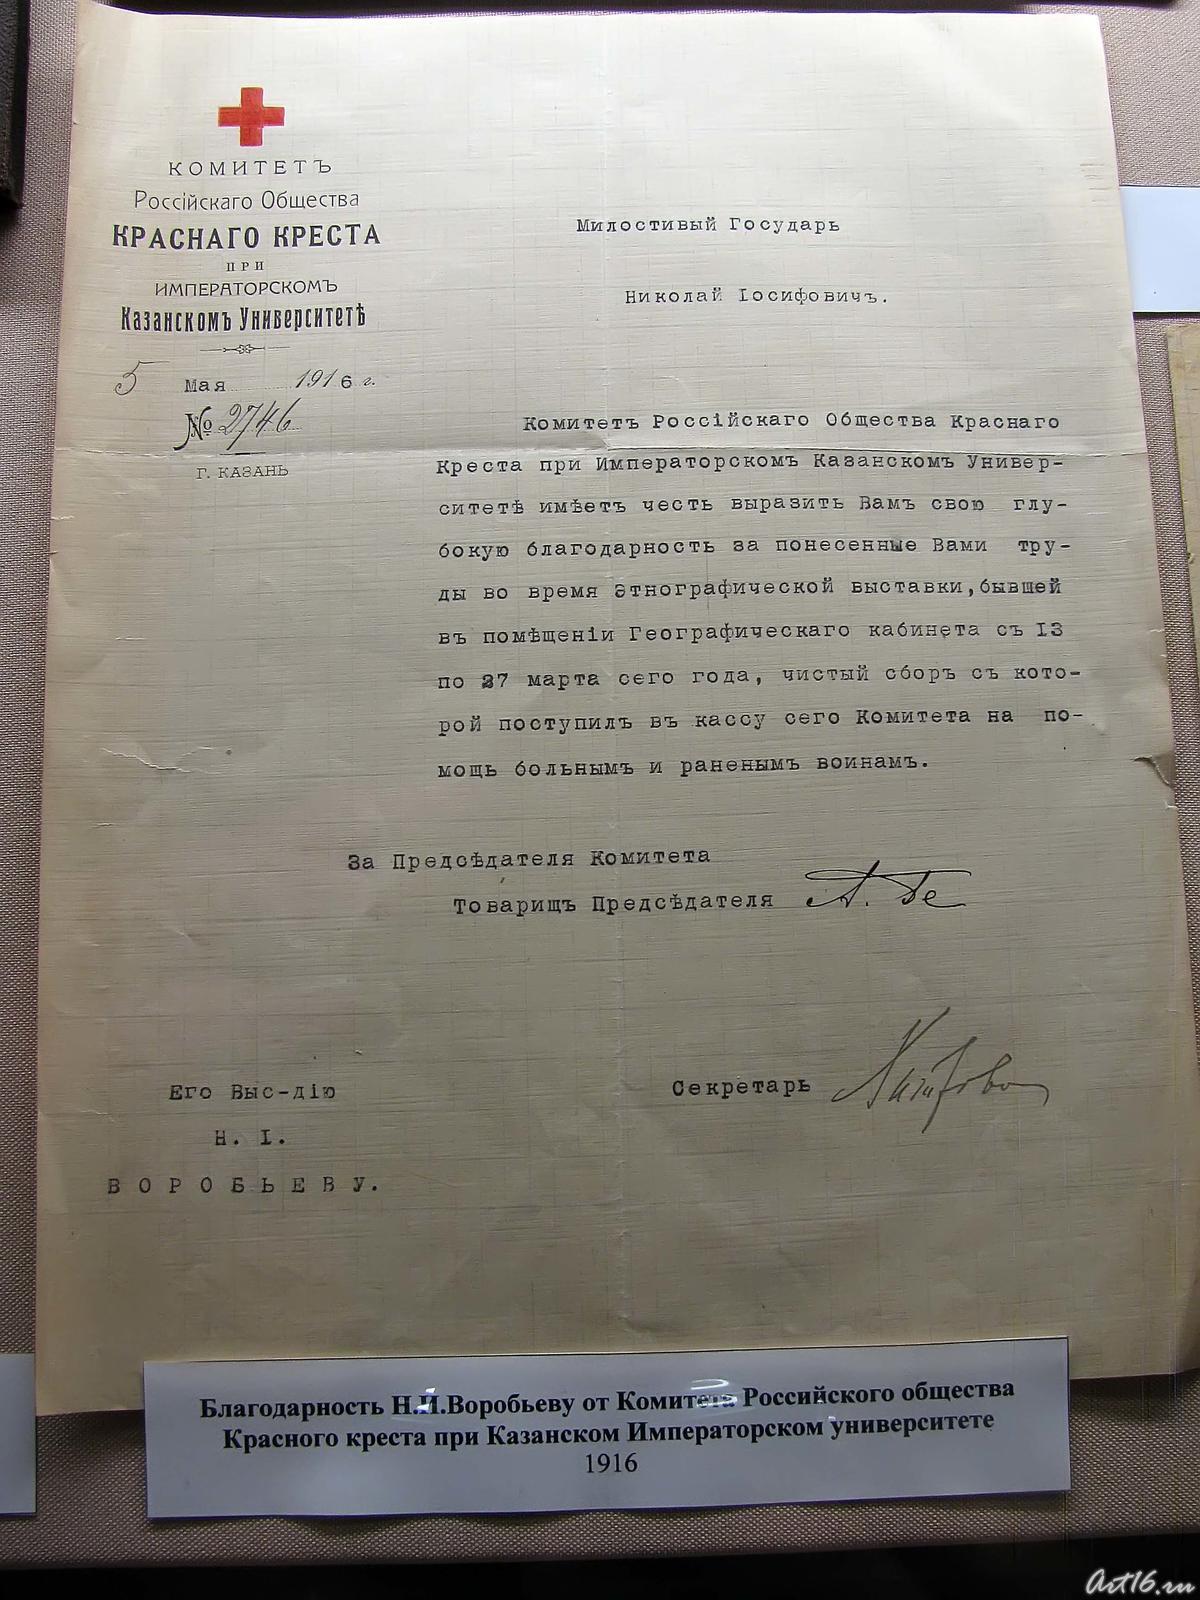 КОМИТЕТЪ
Россійскаго Общества
КРАСНАГО КРЕСТА
ПРИ
ИМПЕРАТОРСКОМЪ
Казанскомъ Университетѣ
5 Мая 1916 г.
№ 2746
Г. КАЗАНЬ
Милостивый Государь
Николай Іосифовичъ.
Комитетъ Россійскаго Общества Краснаго
Креста при Императорскомъ Казанскомъ Универ-
ситетѣ имѣетъ честь выразить Вамъ свою глу-
бокую благодарность за понесенные Вами тру-
ды во время этнографической выставки, бывшей
въ помѣщеніи Географическаго кабинета съ 13
по 27 марта сего года, чистый сборъ съ кото-
рой поступилъ въ кассу сего Комитета на по-
мощь больнымъ и раненымъ воинамъ.
За Предсѣдателя Комитета
Товарищъ Предсѣдателя А. Ге
Секретарь
Его Выс-дію
Н. І.
ВОРОБЬЕВУ.
Благодарность Н.И.Воробьеву от Комитета Российского общества
Красного креста при Казанском Императорском университете
1916
Art16.ru